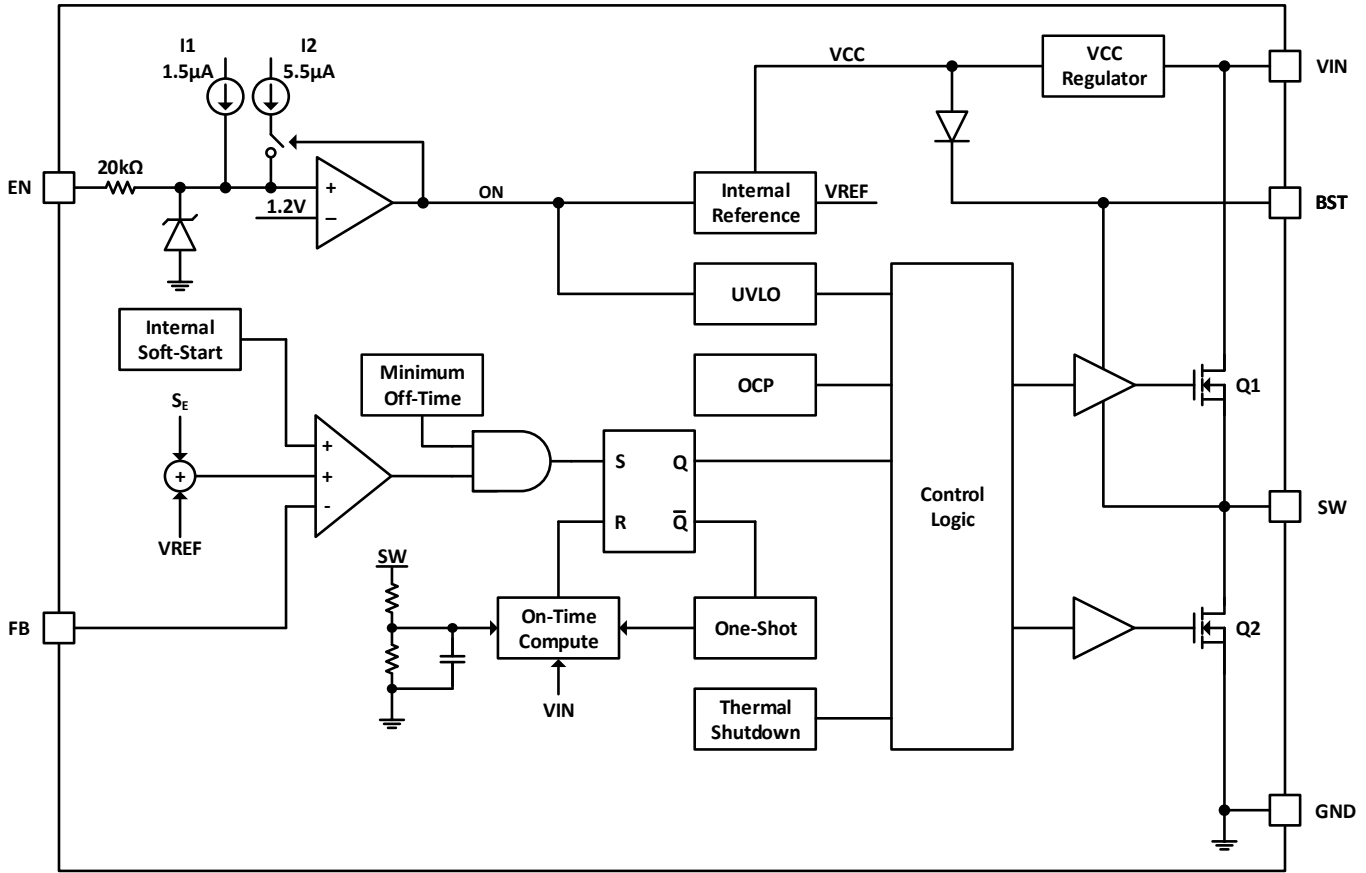 I1
1.5µA
I2
5.5µA
VCC
VCC
Regulator
VIN
EN
20kΩ
+
1.2V
−
ON
Internal
Reference
VREF
BST
UVLO
Internal
Soft-Start
Minimum
Off-Time
OCP
Q1
SE
+
+
+
-
VREF
S
Q
R
Q̅
Control
Logic
SW
SW
FB
On-Time
Compute
One-Shot
Q2
VIN
Thermal
Shutdown
GND